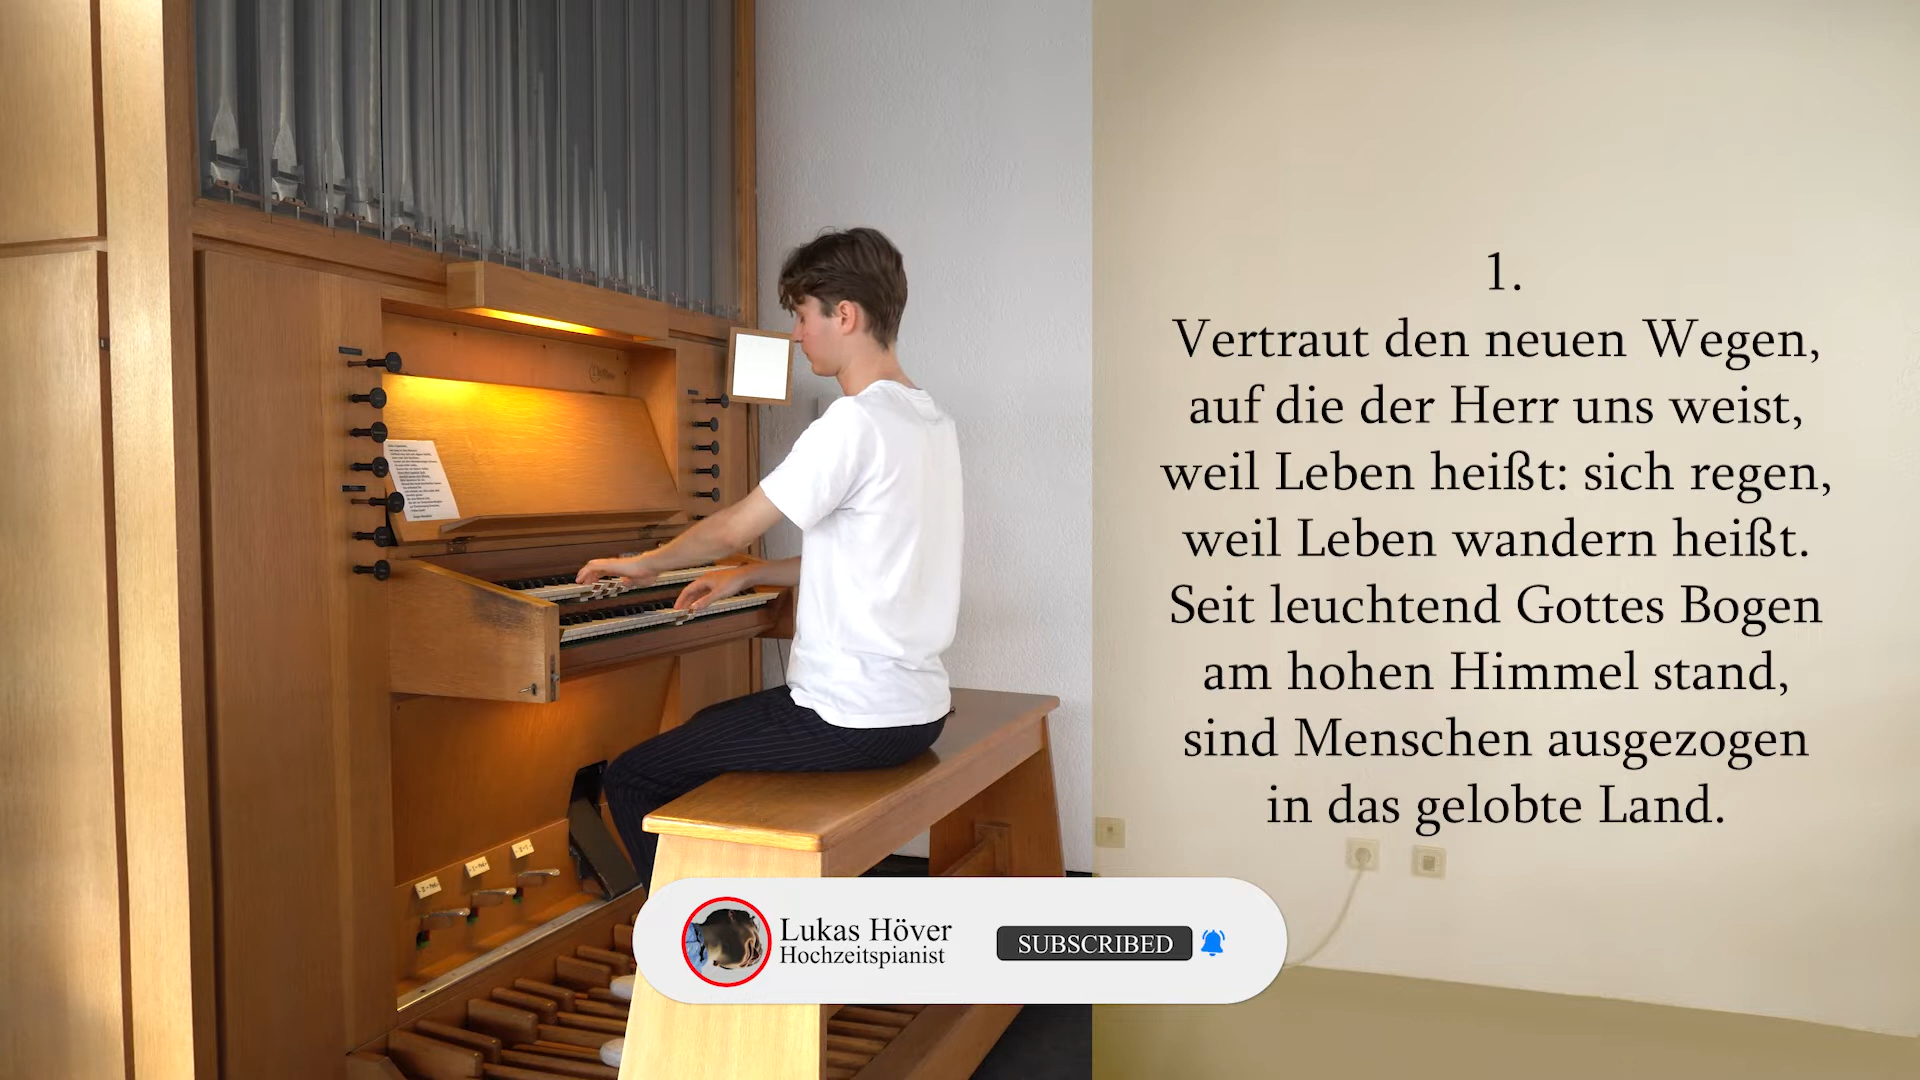 1.
Vertraut den neuen Wegen,
auf die der Herr uns weist,
weil Leben heißt: sich regen,
weil Leben wandern heißt.
Seit leuchtend Gottes Bogen
am hohen Himmel stand,
sind Menschen ausgezogen
in das gelobte Land.
Lukas Höver
Hochzeitspianist
SUBSCRIBED